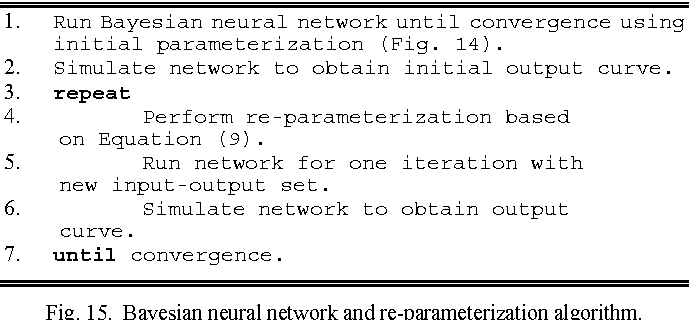 1. Run Bayesian neural network until convergence using
initial parameterization (Fig. 14).
2. Simulate network to obtain initial output curve.
3. repeat
4. Perform re-parameterization based
on Equation (9).
5. Run network for one iteration with
new input-output set.
6. Simulate network to obtain output
curve.
7. until convergence.
Fig. 15. Bayesian neural network and re-parameterization algorithm.